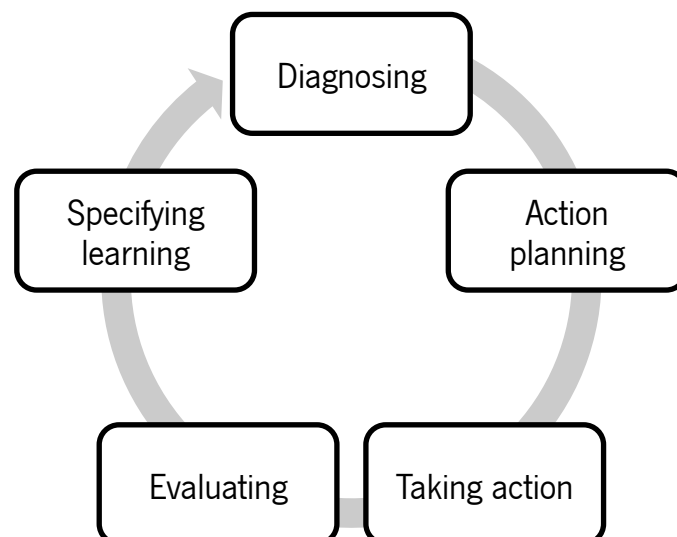 Diagnosing
Action
planning
Taking action
Evaluating
Specifying
learning